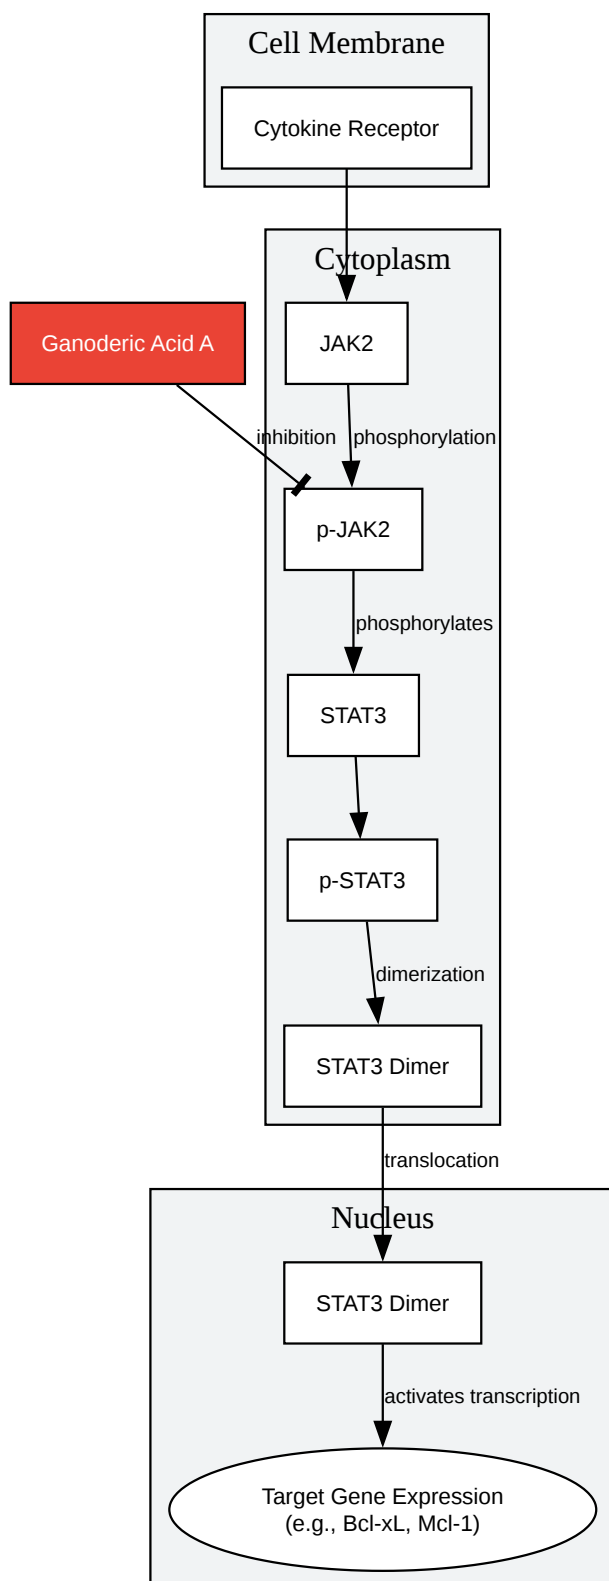 Cell Membrane
Cytokine Receptor
Cytoplasm
Ganoderic Acid A
JAK2
inhibition
phosphorylation
p-JAK2
phosphorylates
STAT3
p-STAT3
dimerization
STAT3 Dimer
translocation
Nucleus
STAT3 Dimer
activates transcription
Target Gene Expression
(e.g., Bcl-xL, Mcl-1)